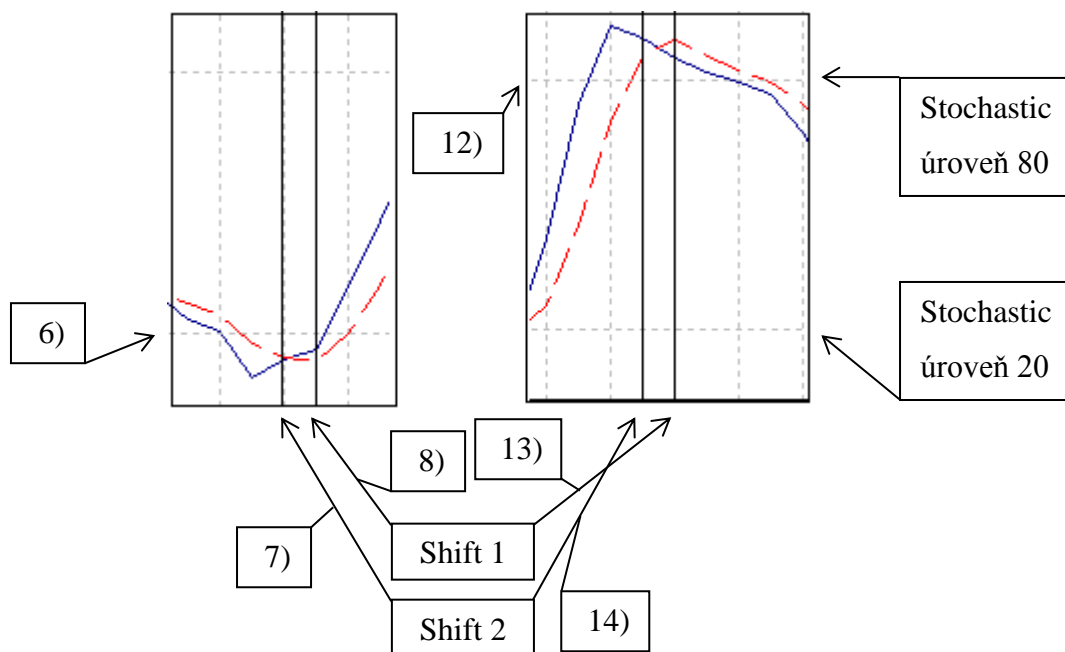 12)
Stochastic
úroveň 80
6)
Stochastic
úroveň 20
8)
13)
7)
Shift 1
14)
Shift 2